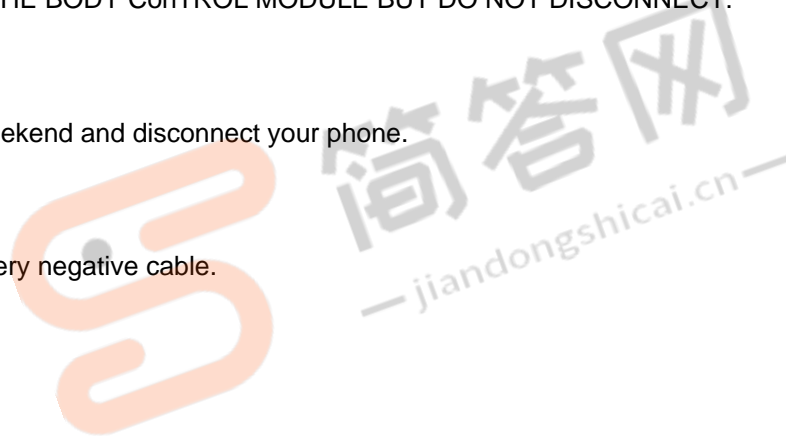 HE BODY ConTROL MODULE BUT DO NOT DISCONNECT.
ekend and disconnect your phone.
ery negative cable.
简答网
jiandongshicai.cn